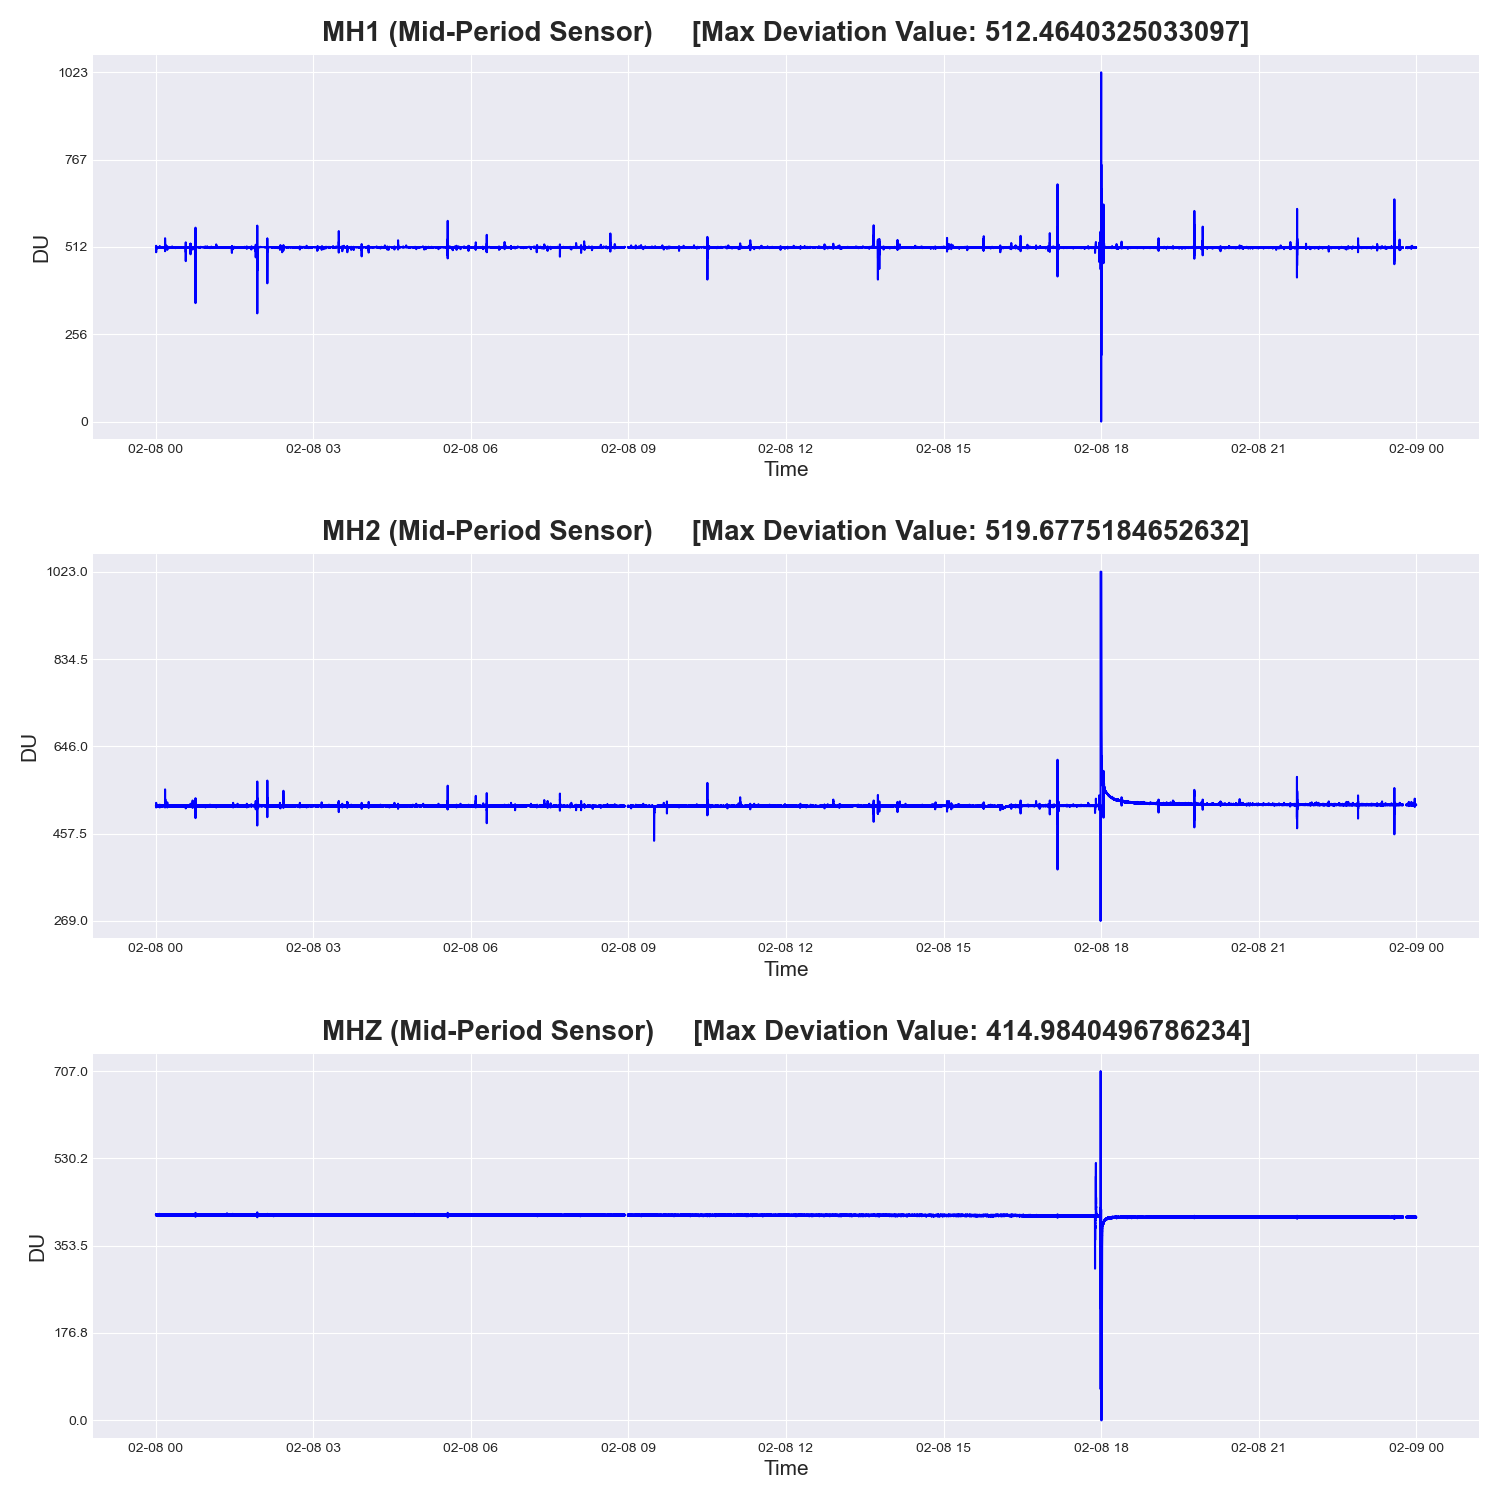 MH1 (Mid-Period Sensor) [Max Deviation Value: 512.4640325033097]
1023
767
512
256
0
DU
02-08 00 02-08 03 02-08 06 02-08 09 02-08 12 02-08 15 02-08 18 02-08 21 02-09 00
Time
MH2 (Mid-Period Sensor) [Max Deviation Value: 519.6775184652632]
1023.0
834.5
646.0
457.5
269.0
DU
02-08 00 02-08 03 02-08 06 02-08 09 02-08 12 02-08 15 02-08 18 02-08 21 02-09 00
Time
MHZ (Mid-Period Sensor) [Max Deviation Value: 414.9840496786234]
707.0
530.2
353.5
176.8
0.0
DU
02-08 00 02-08 03 02-08 06 02-08 09 02-08 12 02-08 15 02-08 18 02-08 21 02-09 00
Time